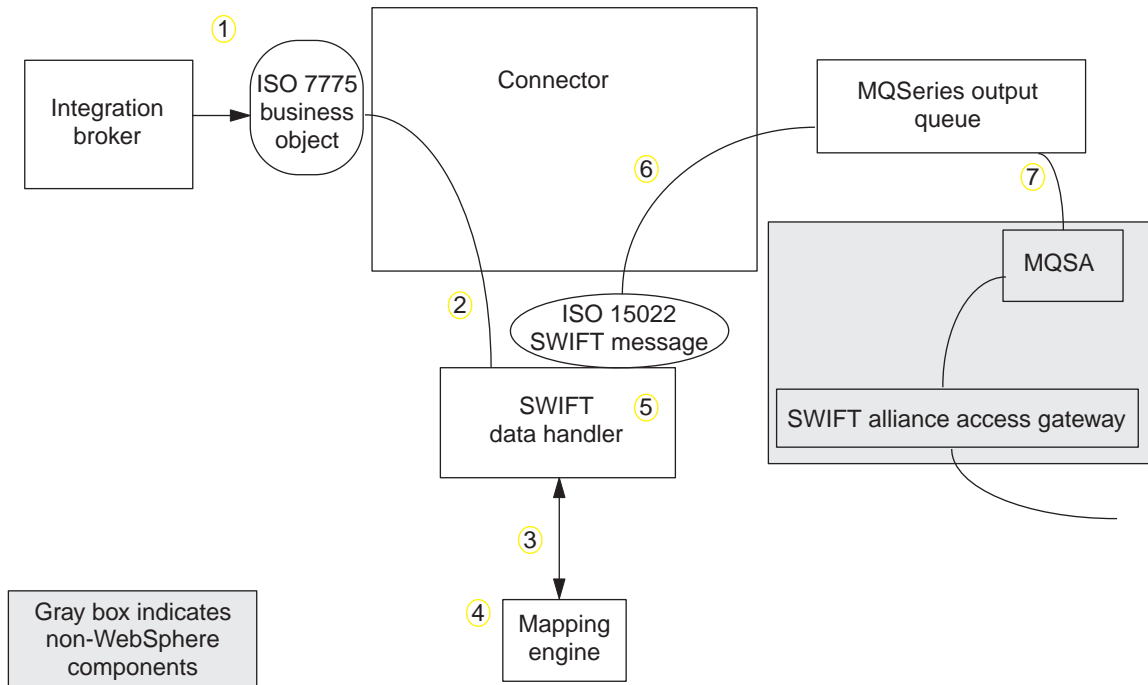 1
Integration
broker
ISO 7775
business
object
Connector
MQSeries output
queue
6
7
MQSA
2
ISO 15022
SWIFT message
SWIFT
data handler
5
SWIFT alliance access gateway
3
4
Mapping
engine
Gray box indicates
non-WebSphere
components